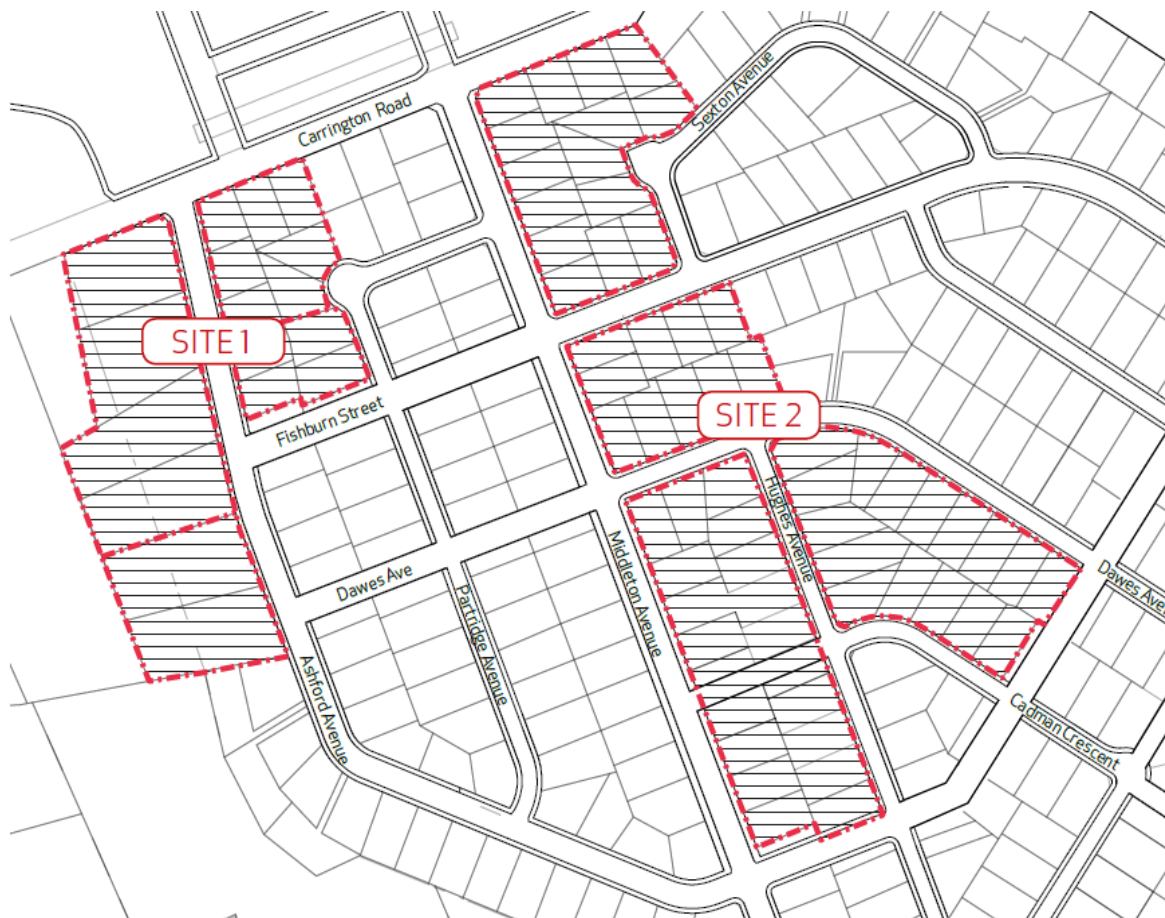 Sexton Avenue
Carrington Road
SITE 1
Fishburn Street
SITE 2
Hughes Avenue
Dawes Ave
Partridge Avenue
Middleton Avenue
Dawes Ave
Ashford Avenue
Cadman Crescent